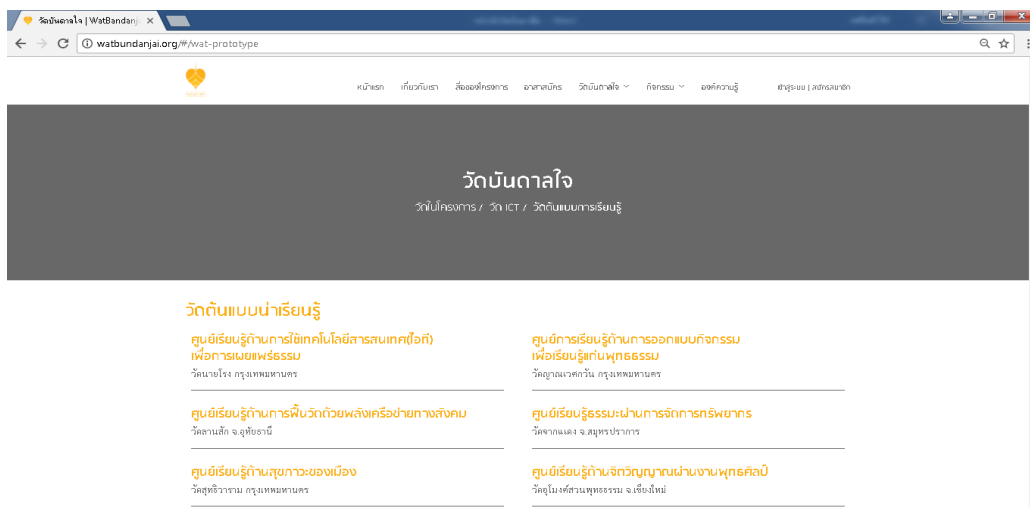 วัดบันดาลใจ | WatBandanj
watbundanjai.org/#/wat-prototype
หน้าแรก เกี่ยวกับเรา สื่อของโครงการ อาสาสมัคร วัดบันดาลใจ กิจกรรม องค์ความรู้ เข้าสู่ระบบ | สมัครสมาชิก
วัดบันดาลใจ
วัดในโครงการ / วัด ICT / วัดต้นแบบการเรียนรู้
วัดต้นแบบน่าเรียนรู้
ศูนย์เรียนรู้ด้านการใช้เทคโนโลยีสารสนเทศ(ไอที)
เพื่อการเผยแพร่ธรรม
วัดนายโรง กรุงเทพมหานคร
ศูนย์การเรียนรู้ด้านการออกแบบกิจกรรม
เพื่อเรียนรู้แก่นพุทธธรรม
วัดญาณเวศกวัน กรุงเทพมหานคร
ศูนย์เรียนรู้ด้านการฟื้นวัดด้วยพลังเครือข่ายทางสังคม
วัดลานสัก จ.อุทัยธานี
ศูนย์เรียนรู้ธรรมะผ่านการจัดการทรัพยากร
วัดจากแดง จ.สมุทรปราการ
ศูนย์เรียนรู้ด้านสุขภาวะของเมือง
วัดสุทธิวราราม กรุงเทพมหานคร
ศูนย์เรียนรู้ด้านจิตวิญญาณผ่านงานพุทธศิลป์
วัดอุโมงค์สวนพุทธธรรม จ.เชียงใหม่